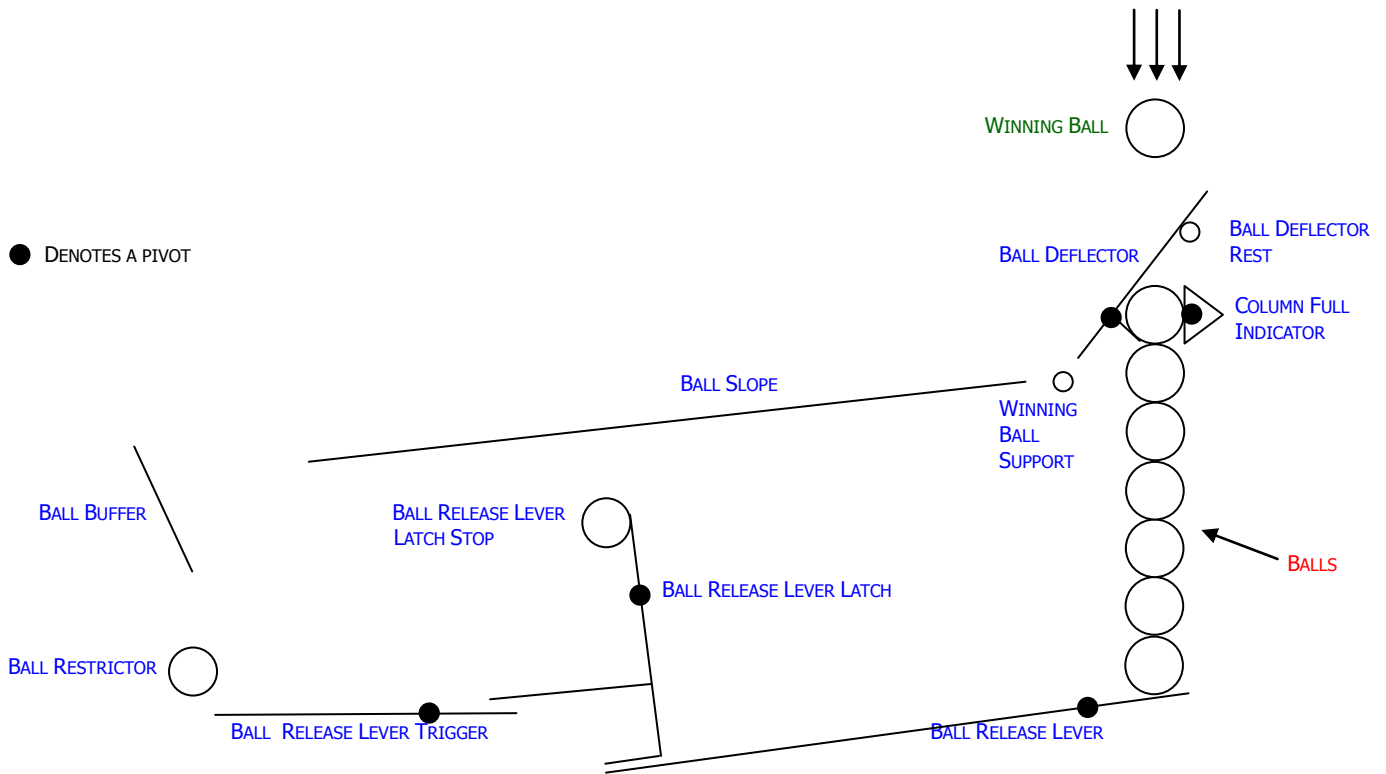 WINNING BALL
DENOTES A PIVOT
BALL DEFLECTOR
BALL DEFLECTOR
REST
COLUMN FULL
INDICATOR
BALL SLOPE
WINNING
BALL
SUPPORT
BALL BUFFER
BALL RELEASE LEVER
LATCH STOP
BALLS
BALL RELEASE LEVER LATCH
BALL RESTRICTOR
BALL RELEASE LEVER TRIGGER
BALL RELEASE LEVER